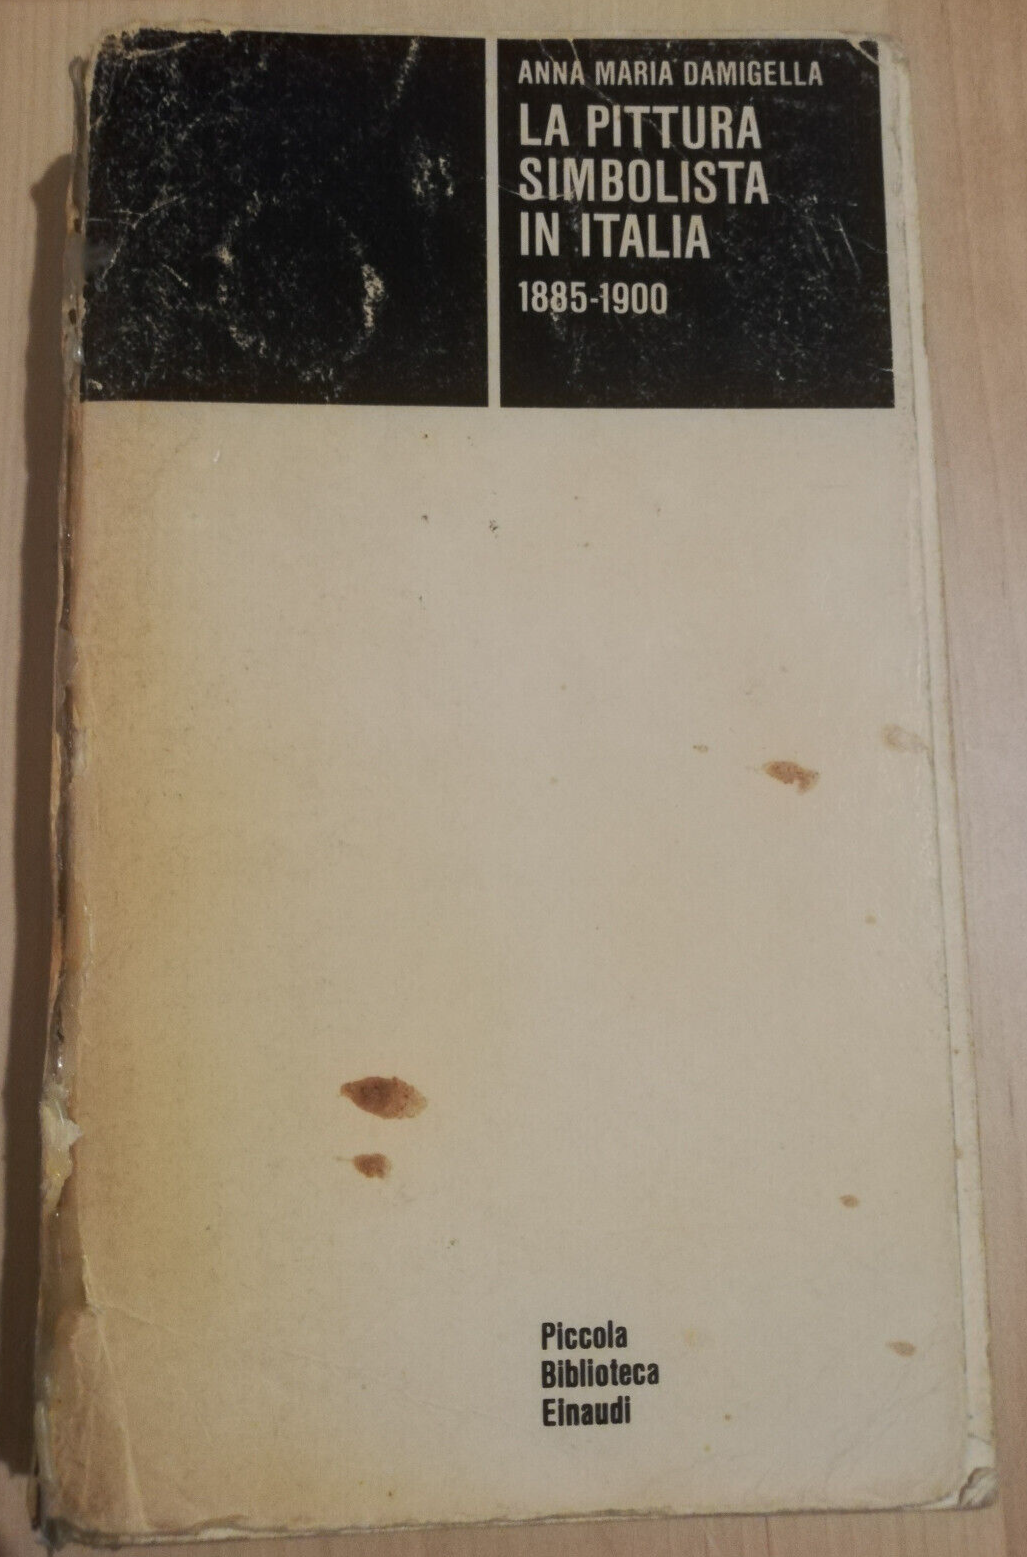 ANNA MARIA DAMIGELLA
LA PITTURA
SIMBOLISTA
IN ITALIA
1885-1900
Piccola
Biblioteca
Einaudi